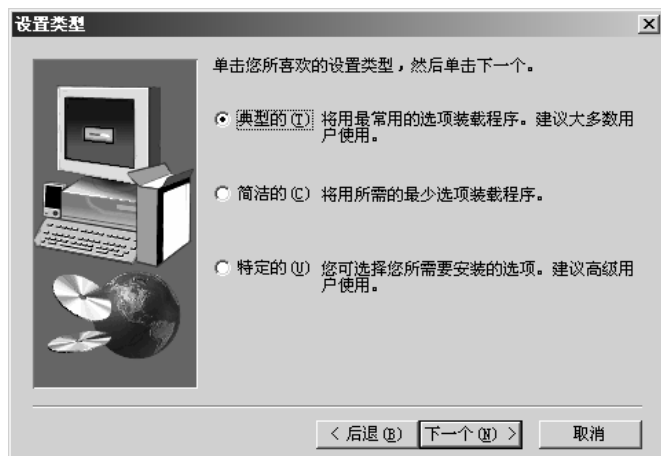 设置类型
单击您所喜欢的设置类型，然后单击下一个。
典型的(T) 将用最常用的选项装载程序。建议大多数用
户使用。
简洁的(C) 将用所需的最少选项装载程序。
特定的(U) 您可选择您所需要安装的选项。建议高级用
户使用。
< 后退(B) 下一个(N) > 取消